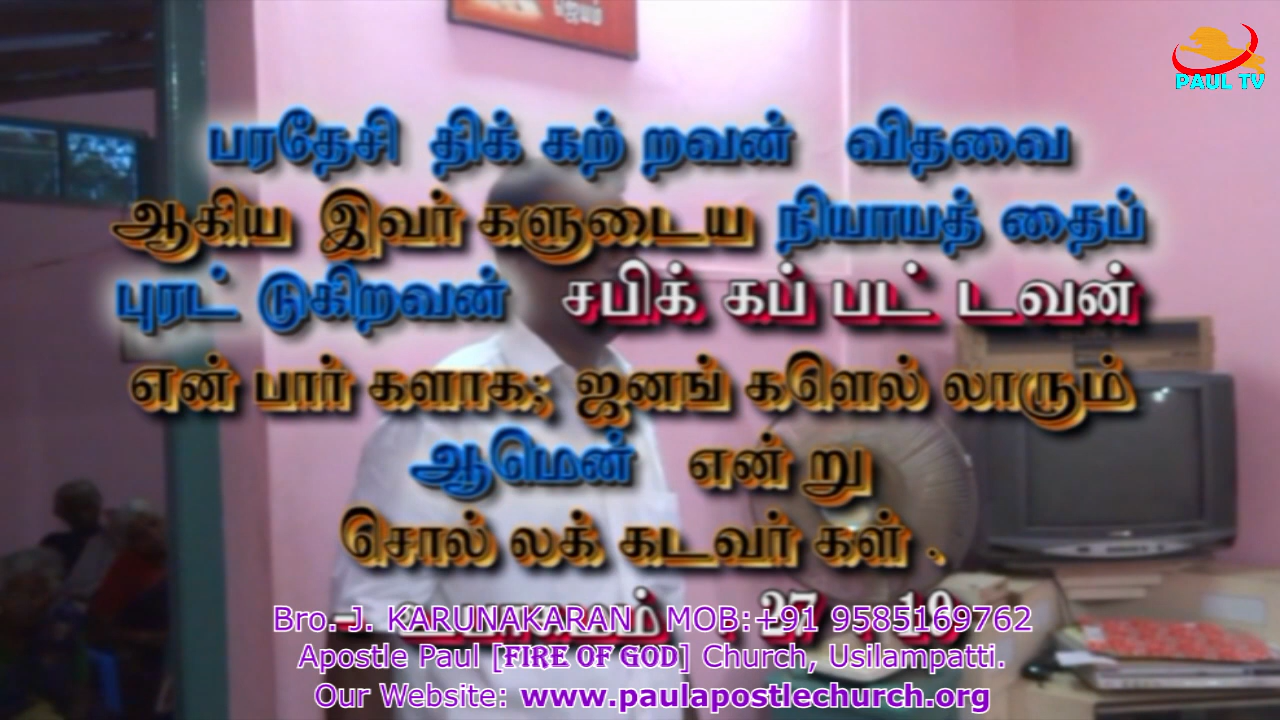 ஜெயம்
PAUL TV
பரதேசி திக் கற் றவன் விதவை
ஆகிய இவர் களுடைய நியாயத் தைப்
புரட் டுகிறவன் சபிக் கப் பட் டவன்
என் பார் களாக; ஜனங் களெல் லாரும்
ஆமென் என் று
சொல் லக் கடவர் கள் .
27 19
Bro. J. KARUNAKARAN MOB:+91 9585169762
Apostle Paul [FIRE OF GOD] Church, Usilampatti.
Our Website: www.paulapostlechurch.org